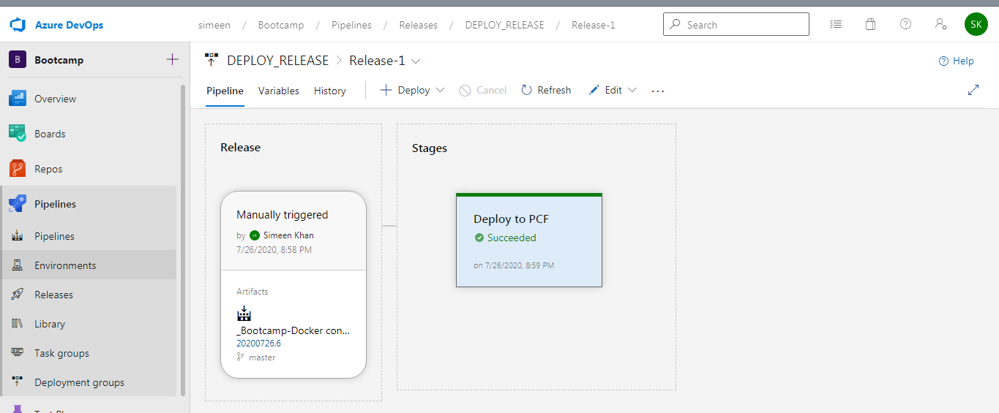 Azure DevOps
simeen / Bootcamp / Pipelines / Releases / DEPLOY_RELEASE / Release-1
Search
SK
B Bootcamp
Overview
Boards
Repos
Pipelines
Pipelines
Environments
Releases
Library
Task groups
Deployment groups
DEPLOY_RELEASE > Release-1
Help
Pipeline Variables History Deploy Cancel Refresh Edit ...
Release
Manually triggered
by SK Simeen Khan
7/26/2020, 8:58 PM
Artifacts
_Bootcamp-Docker con...
20200726.6
master
Stages
Deploy to PCF
Succeeded
on 7/26/2020, 8:59 PM